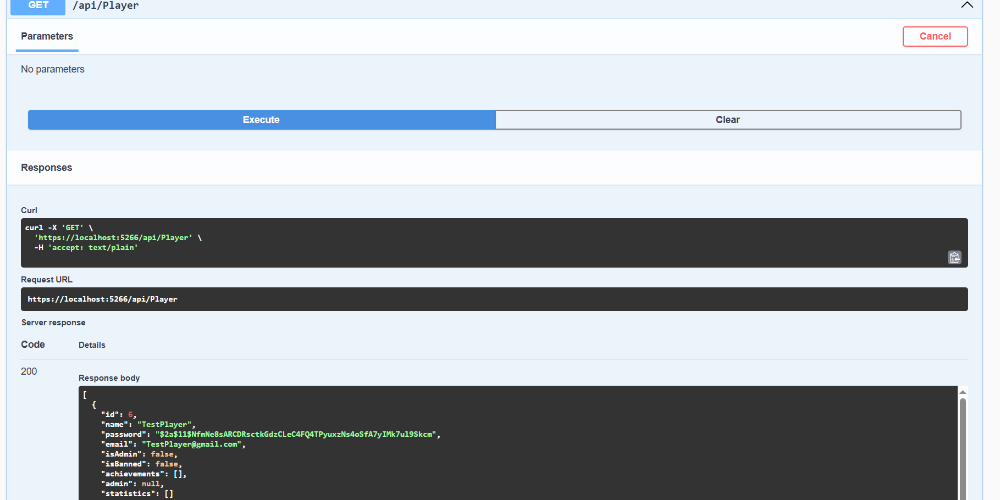 GET /api/Player
Parameters
Cancel
No parameters
Execute
Clear
Responses
Curl
curl -X 'GET' \
'https://localhost:5266/api/Player' \
-H 'accept: text/plain'
Request URL
https://localhost:5266/api/Player
Server response
Code Details
200
Response body
[
{
"id": 6,
"name": "TestPlayer",
"password": "$2a$11$NfmNe8sARCDRsctkGdzCLeC4FQ4TPyuxzNs4oSfA7yIMk7ul9Skcm",
"email": "TestPlayer@gmail.com",
"isAdmin": false,
"isBanned": false,
"achievements": [],
"admin": null,
"statistics": []